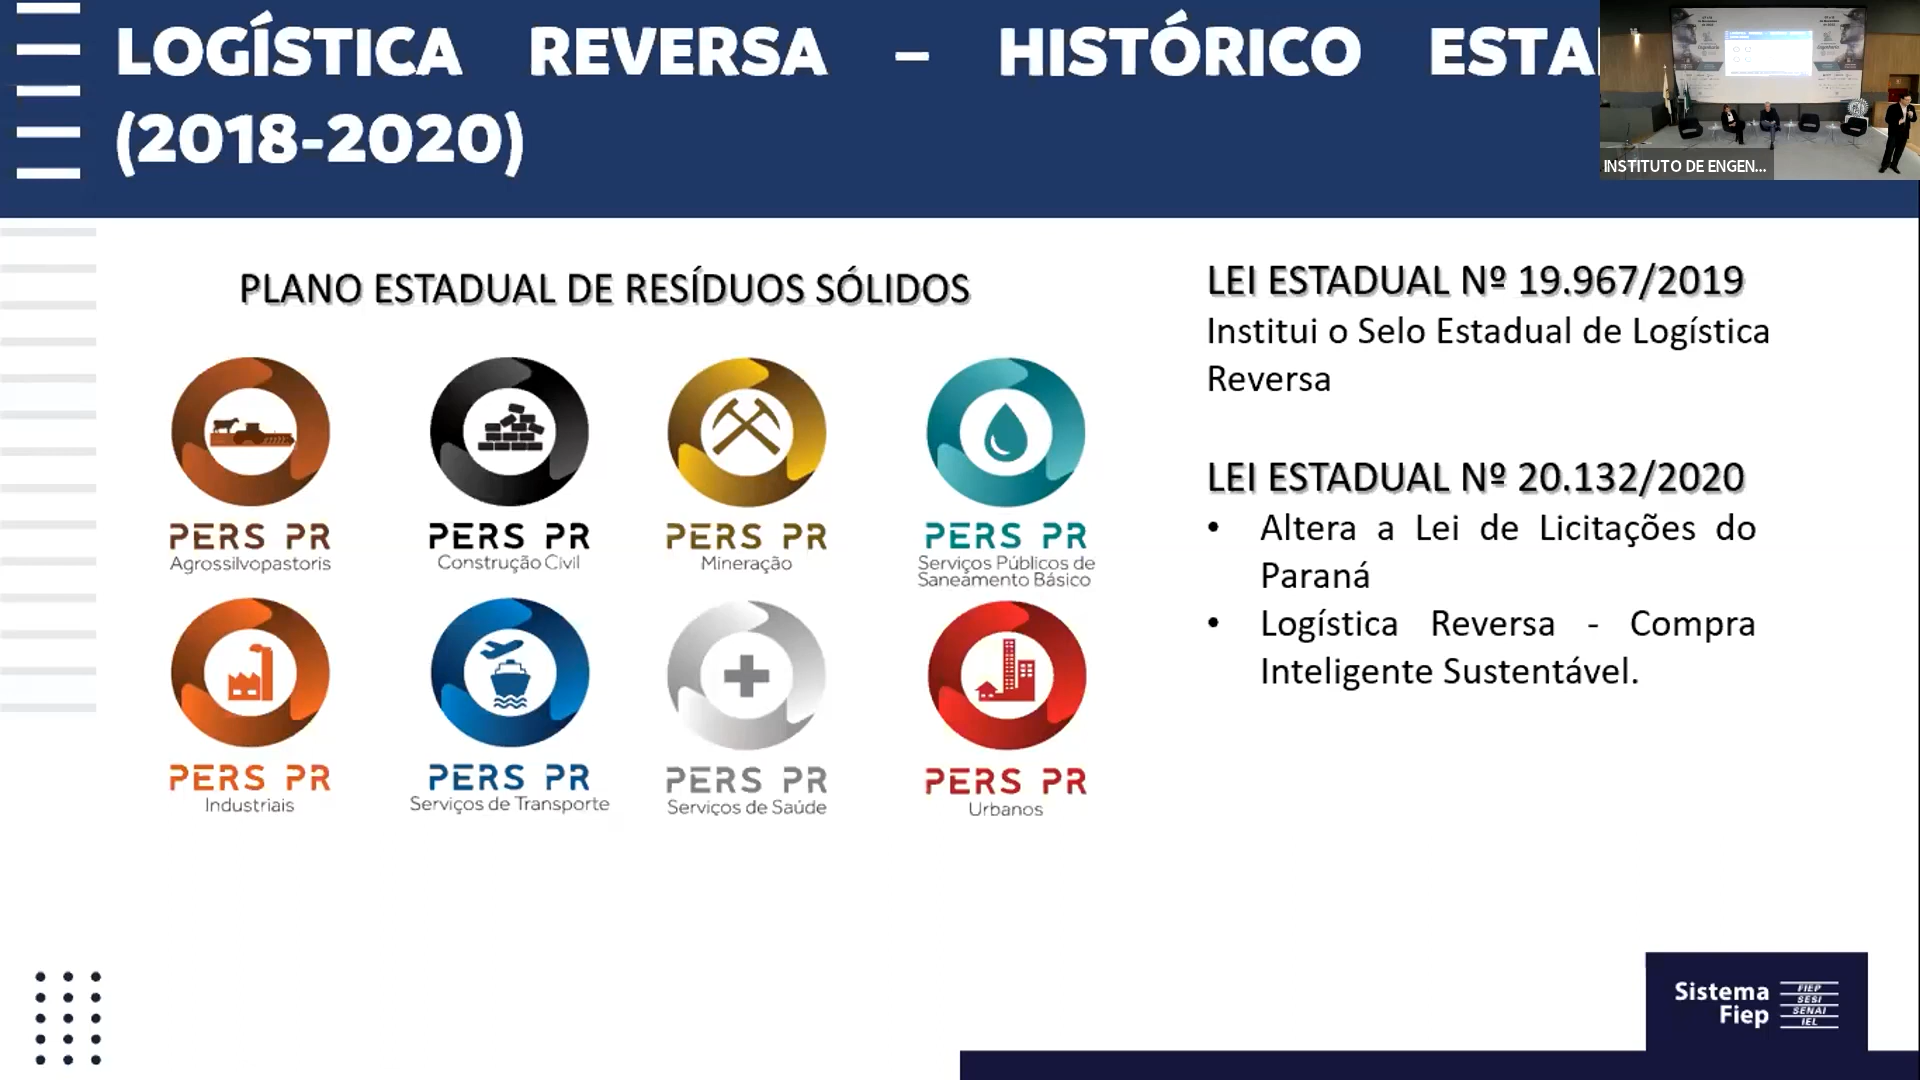 LOGÍSTICA REVERSA – HISTÓRICO ESTA
(2018-2020)
INSTITUTO DE ENGEN...
PLANO ESTADUAL DE RESÍDUOS SÓLIDOS
PERS PR
Agrossilvopastoris
PERS PR
Construção Civil
PERS PR
Mineração
PERS PR
Serviços Públicos de
Saneamento Básico
PERS PR
Industriais
PERS PR
Serviços de Transporte
PERS PR
Serviços de Saúde
PERS PR
Urbanos
LEI ESTADUAL Nº 19.967/2019
Institui o Selo Estadual de Logística
Reversa
LEI ESTADUAL Nº 20.132/2020
• Altera a Lei de Licitações do
Paraná
• Logística Reversa - Compra
Inteligente Sustentável.
Sistema
Fiep
FIEP
SESI
SENAI
IEL